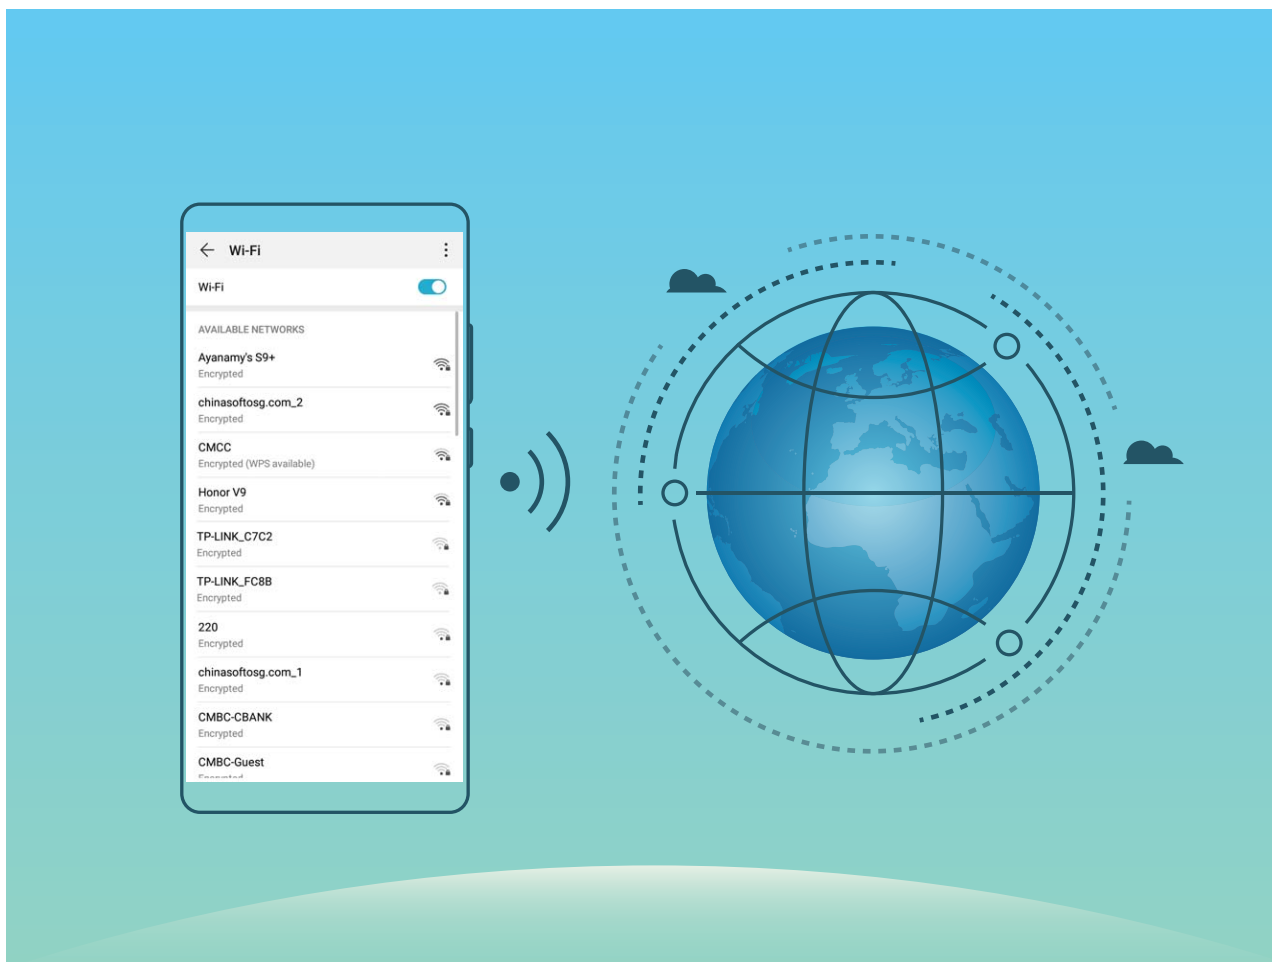 Wi-Fi
Wi-Fi
AVAILABLE NETWORKS
Ayanamy's S9+
Encrypted
chinasoftosg.com_2
Encrypted
CMCC
Encrypted (WPS available)
Honor V9
Encrypted
TP-LINK_C7C2
Encrypted
TP-LINK_FC8B
Encrypted
220
Encrypted
chinasoftosg.com_1
Encrypted
CMBC-CBANK
Encrypted
CMBC-Guest
Encrypted